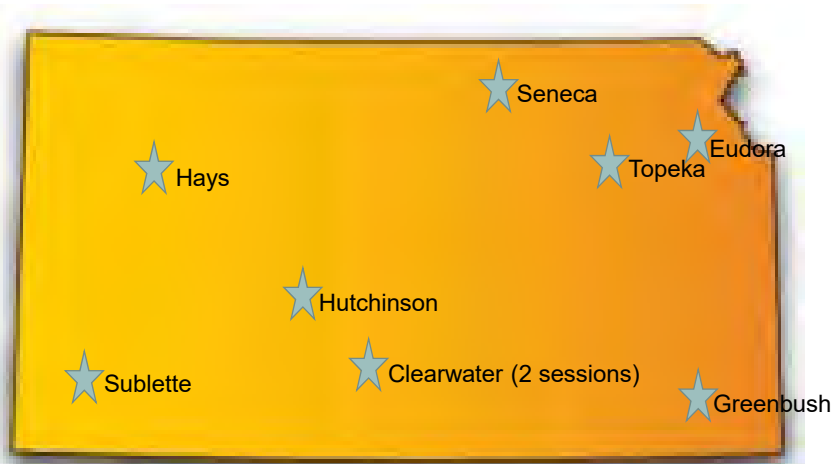 Seneca
Eudora
Topeka
Hays
Hutchinson
Clearwater (2 sessions)
Sublette
Greenbush